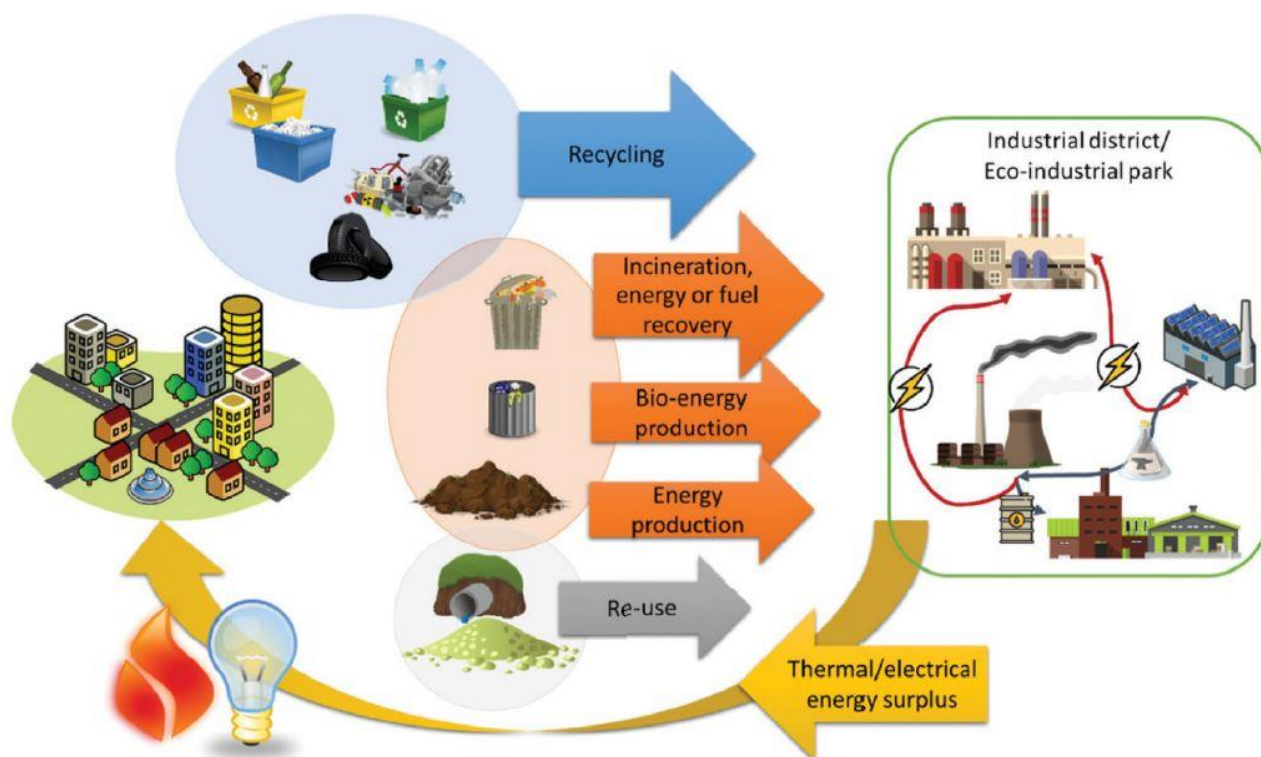 Recycling
Industrial district/
Eco-industrial park
Incineration,
energy or fuel
recovery
Bio-energy
production
Energy
production
Re-use
Thermal/electrical
energy surplus